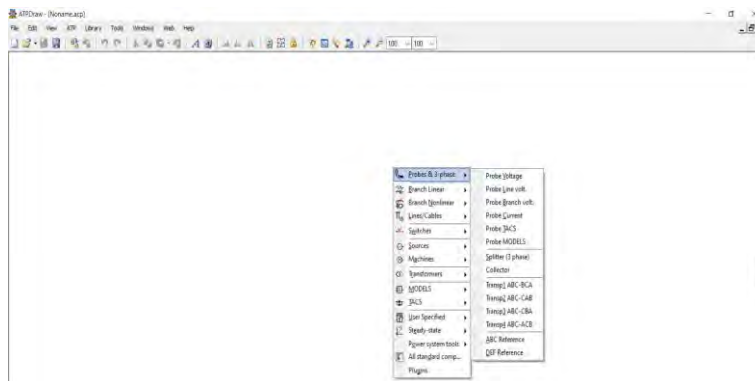 ATPDraw - [Noname.acp]
File Edit View ATP Library Tools Windows Web Help
100 100
Probes & 3-phase
Branch Linear
Branch Nonlinear
Lines/Cables
Switches
Sources
Machines
Transformers
MODELS
TACS
User Specified
Steady-state
Power system tools
All standard comp...
Plugins
Probe Voltage
Probe Line volt.
Probe Branch volt.
Probe Current
Probe TACS
Probe MODELS
Splitter (3 phase)
Collector
Transp1 ABC-BCA
Transp2 ABC-CAB
Transp3 ABC-CBA
Transp4 ABC-ACB
ABC Reference
DEF Reference